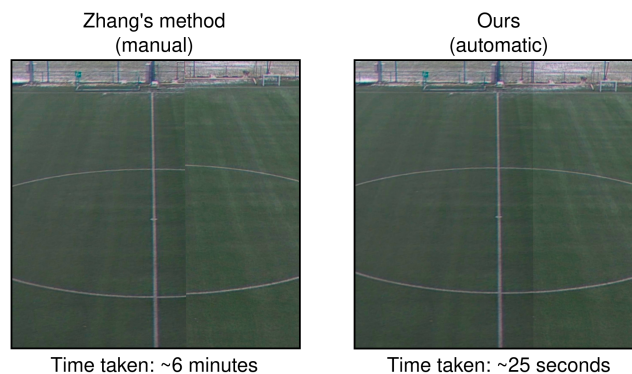 Zhang's method
(manual)
Ours
(automatic)
Time taken: ~6 minutes
Time taken: ~25 seconds